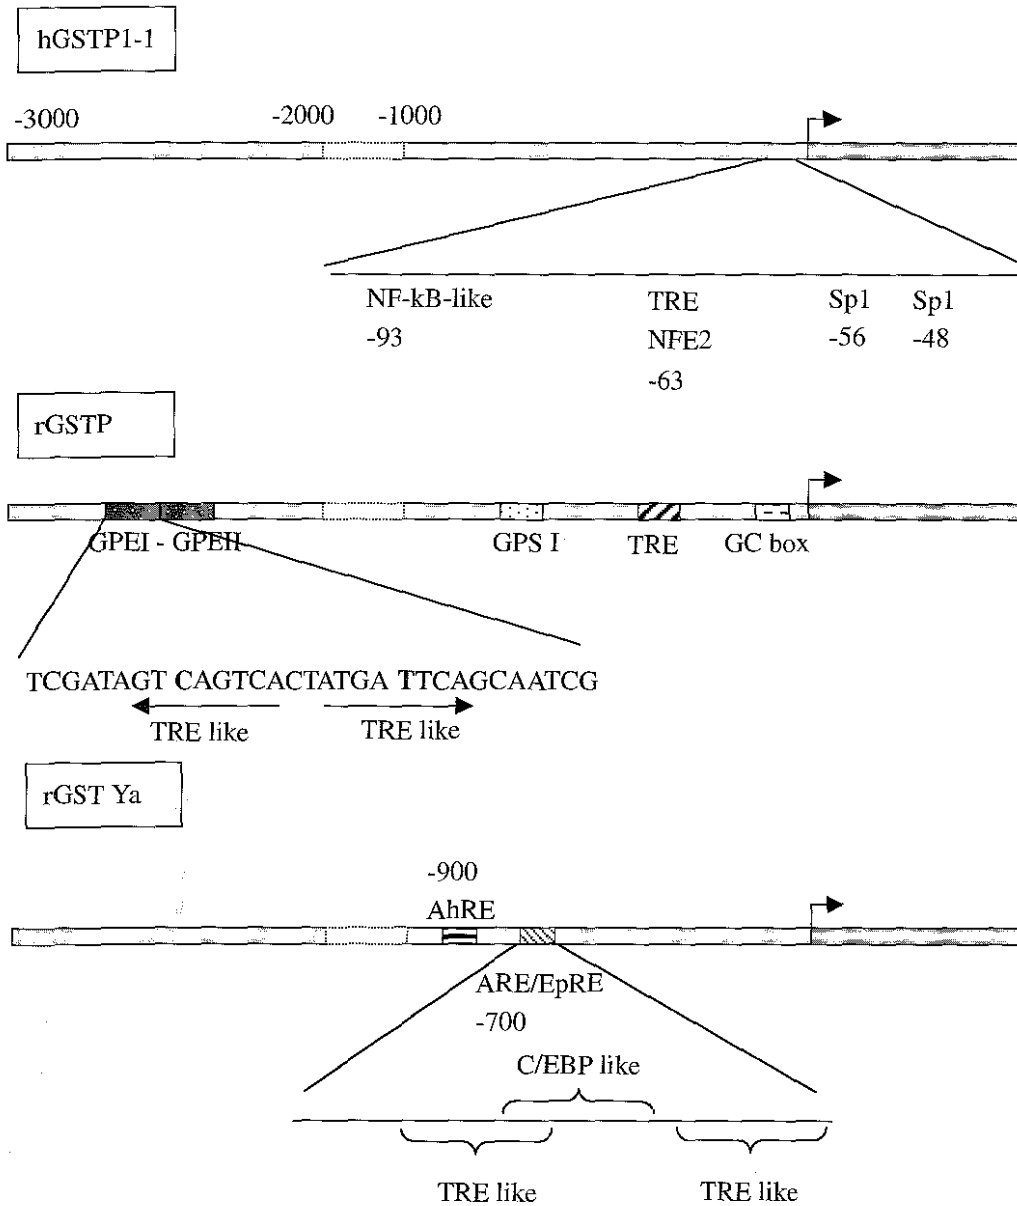 hGSTP1-1
-3000 -2000 -1000
NF-kB-like TRE Sp1 Sp1
-93 NFE2 -56 -48
-63
rGSTP
GPEI - GPEII GPS I TRE GC box
TCGATAGT CAGTCACTATGA TTCAGCAATCG
TRE like TRE like
rGST Ya
-900
AhRE
ARE/EpRE
-700
C/EBP like
TRE like TRE like